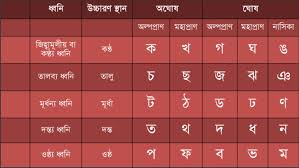 ধ্বনি উচ্চারণ স্থান অঘোষ ঘোষ
অল্পপ্রাণ মহাপ্রাণ অল্পপ্রাণ মহাপ্রাণ নাসিক্য
জিহ্বামূলীয় বা কণ্ঠ্য ধ্বনি কণ্ঠ ক খ গ ঘ ঙ
তালব্য ধ্বনি তালু চ ছ জ ঝ ঞ
মূর্ধন্য ধ্বনি মূর্ধা ট ঠ ড ঢ ণ
দন্ত্য ধ্বনি দন্ত ত থ দ ধ ন
ওষ্ঠ্য ধ্বনি ওষ্ঠ প ফ ব ভ ম